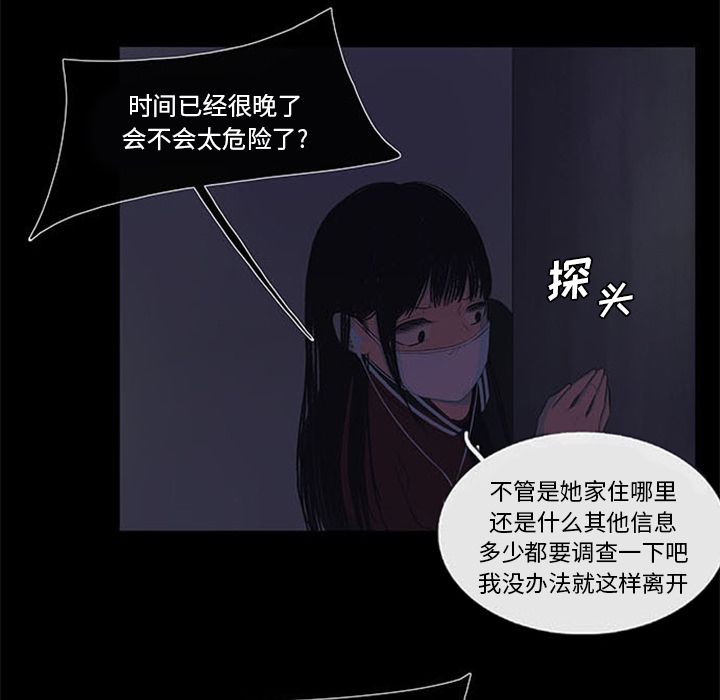 时间已经很晚了
会不会太危险了?
探头
不管是她家住哪里
还是什么其他信息
多少都要调查一下吧
我没办法就这样离开